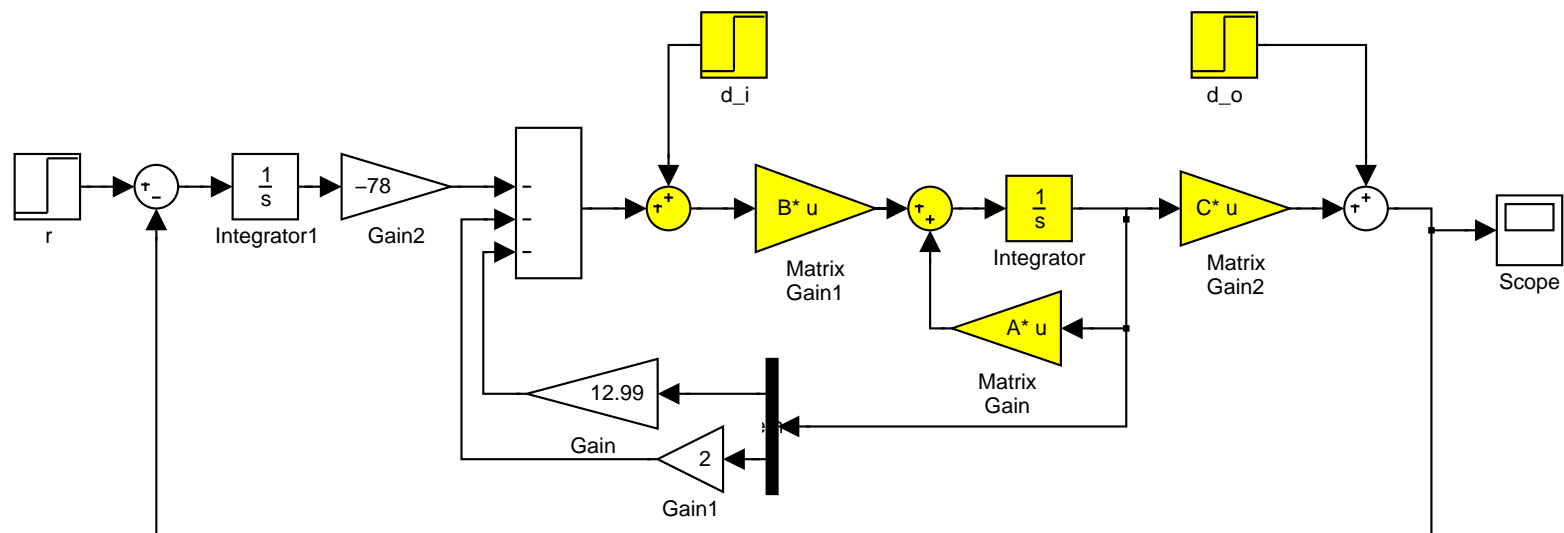 d_i
d_o
r
1
s
Integrator1
−78
Gain2
B* u
Matrix
Gain1
1
s
Integrator
C* u
Matrix
Gain2
Scope
A* u
Matrix
Gain
12.99
Gain
2
Gain1